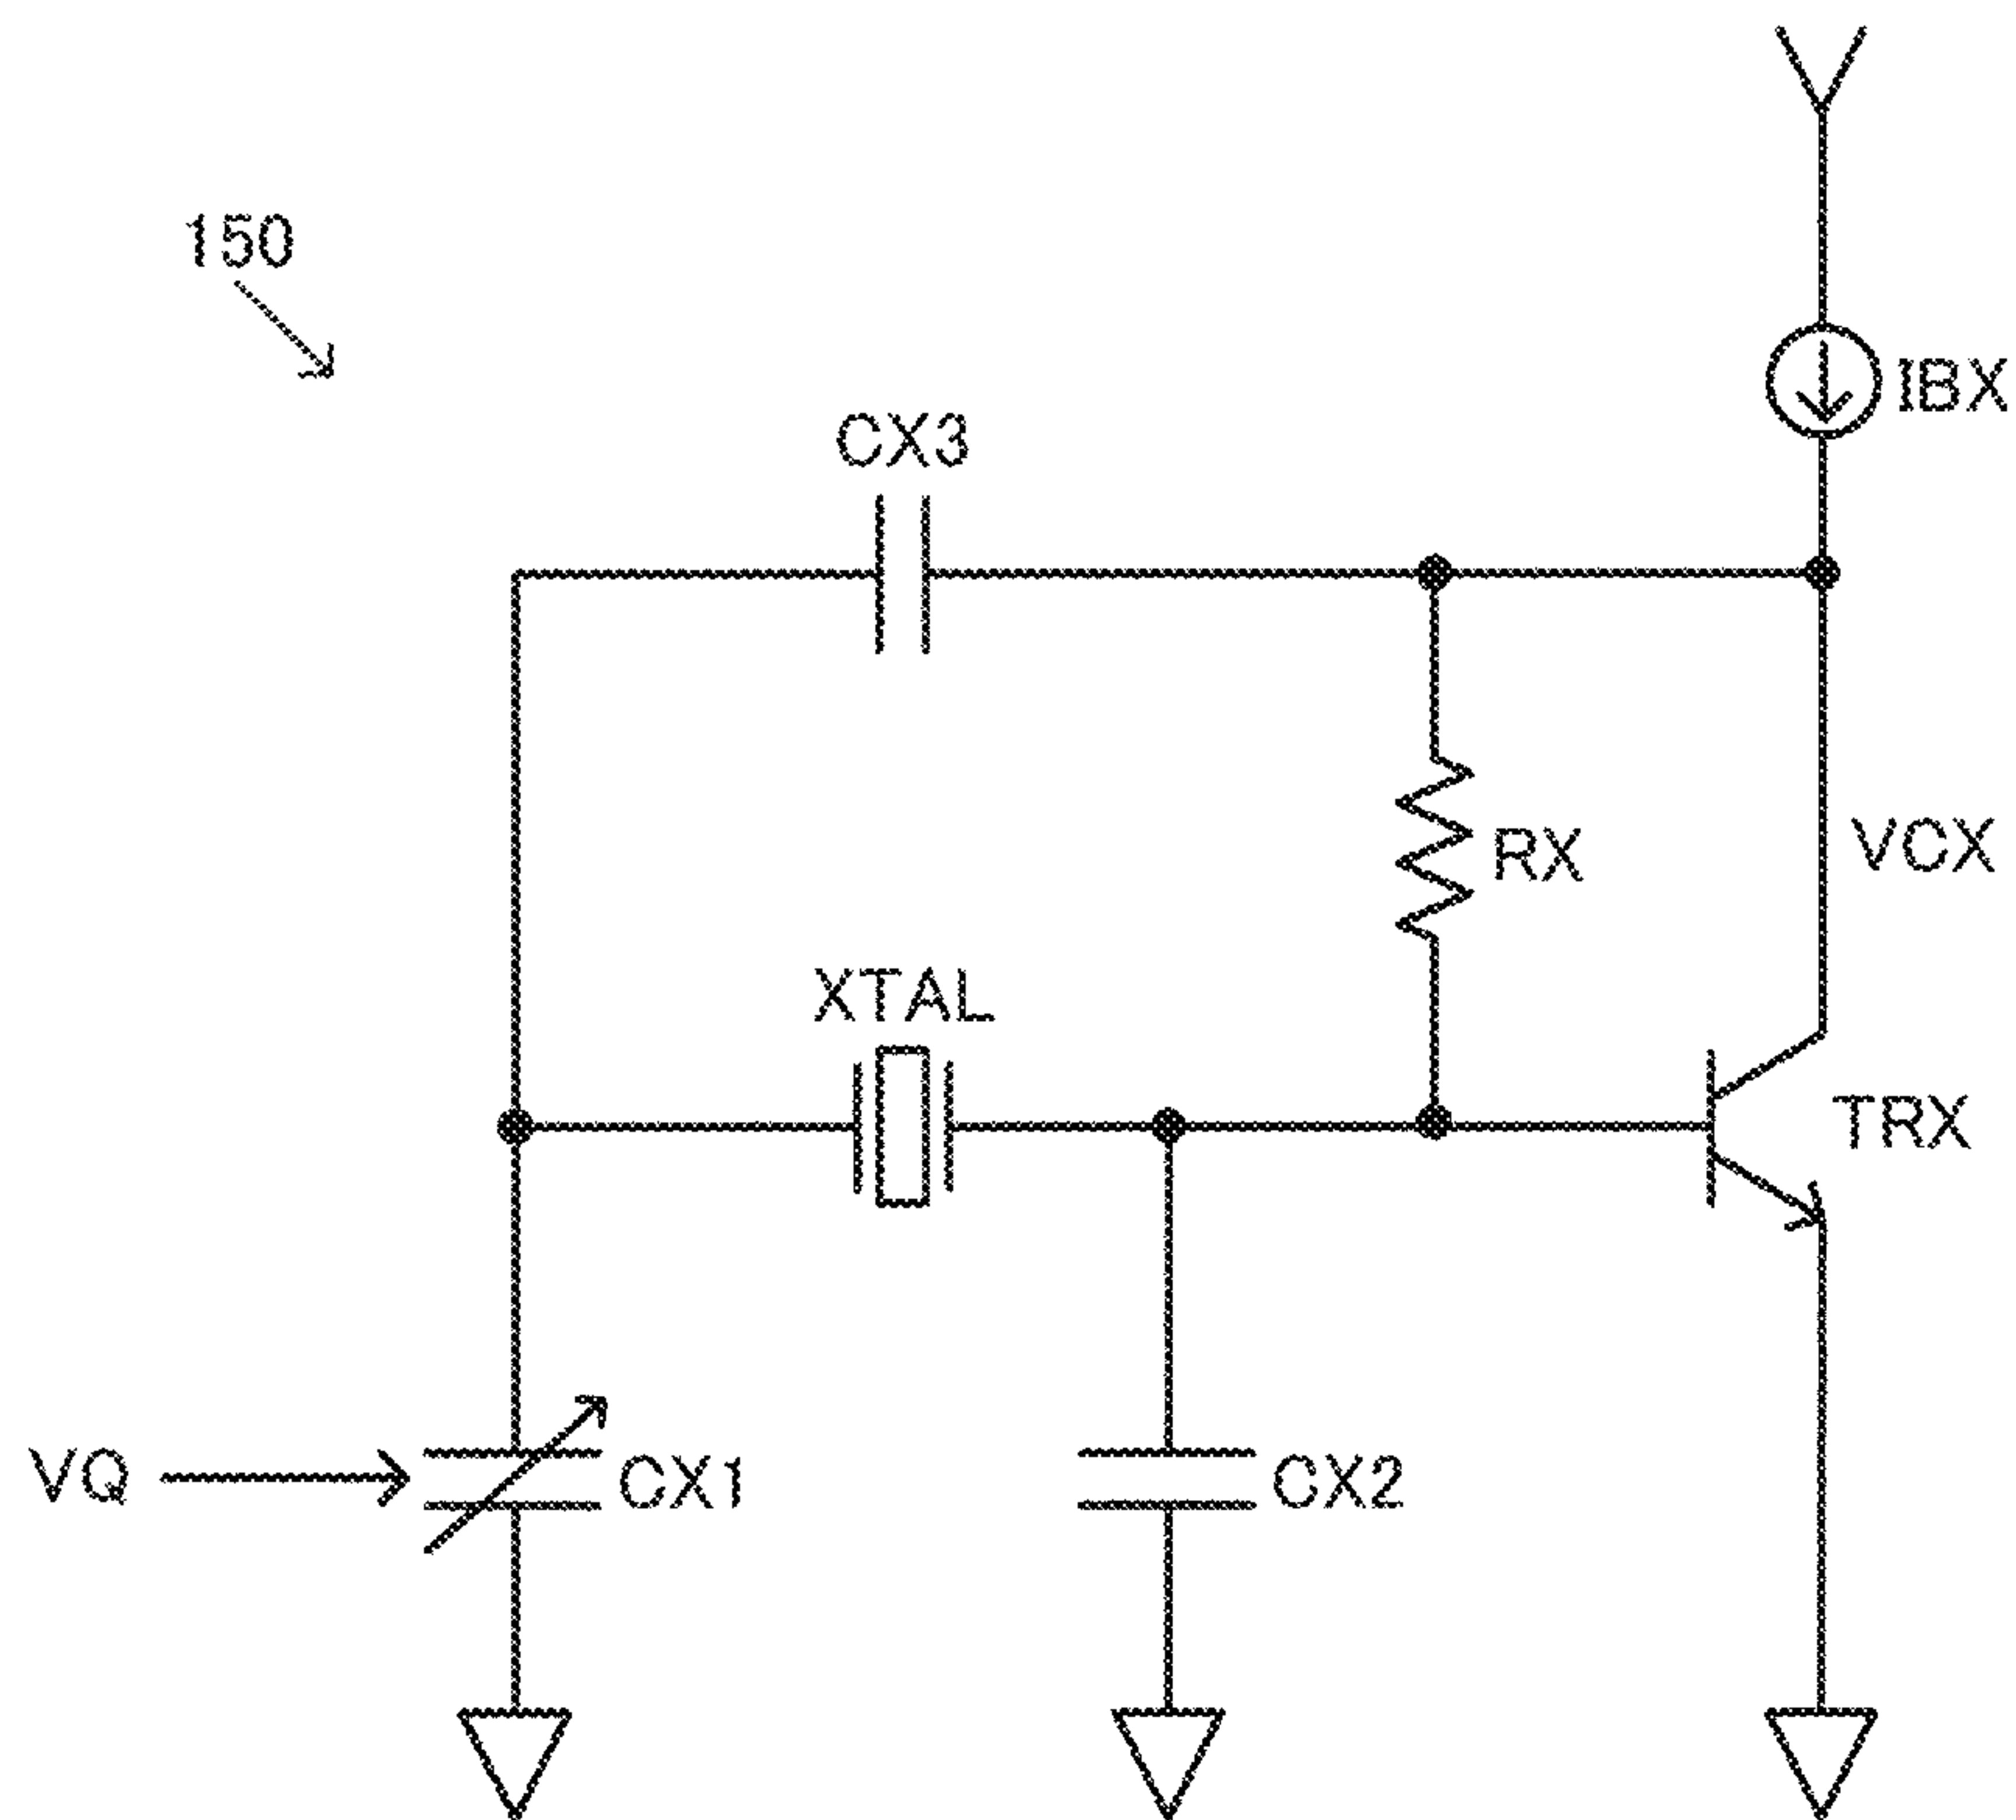 150
IBX
CX3
RX
VCX
XTAL
TRX
VQ
CX1
CX2